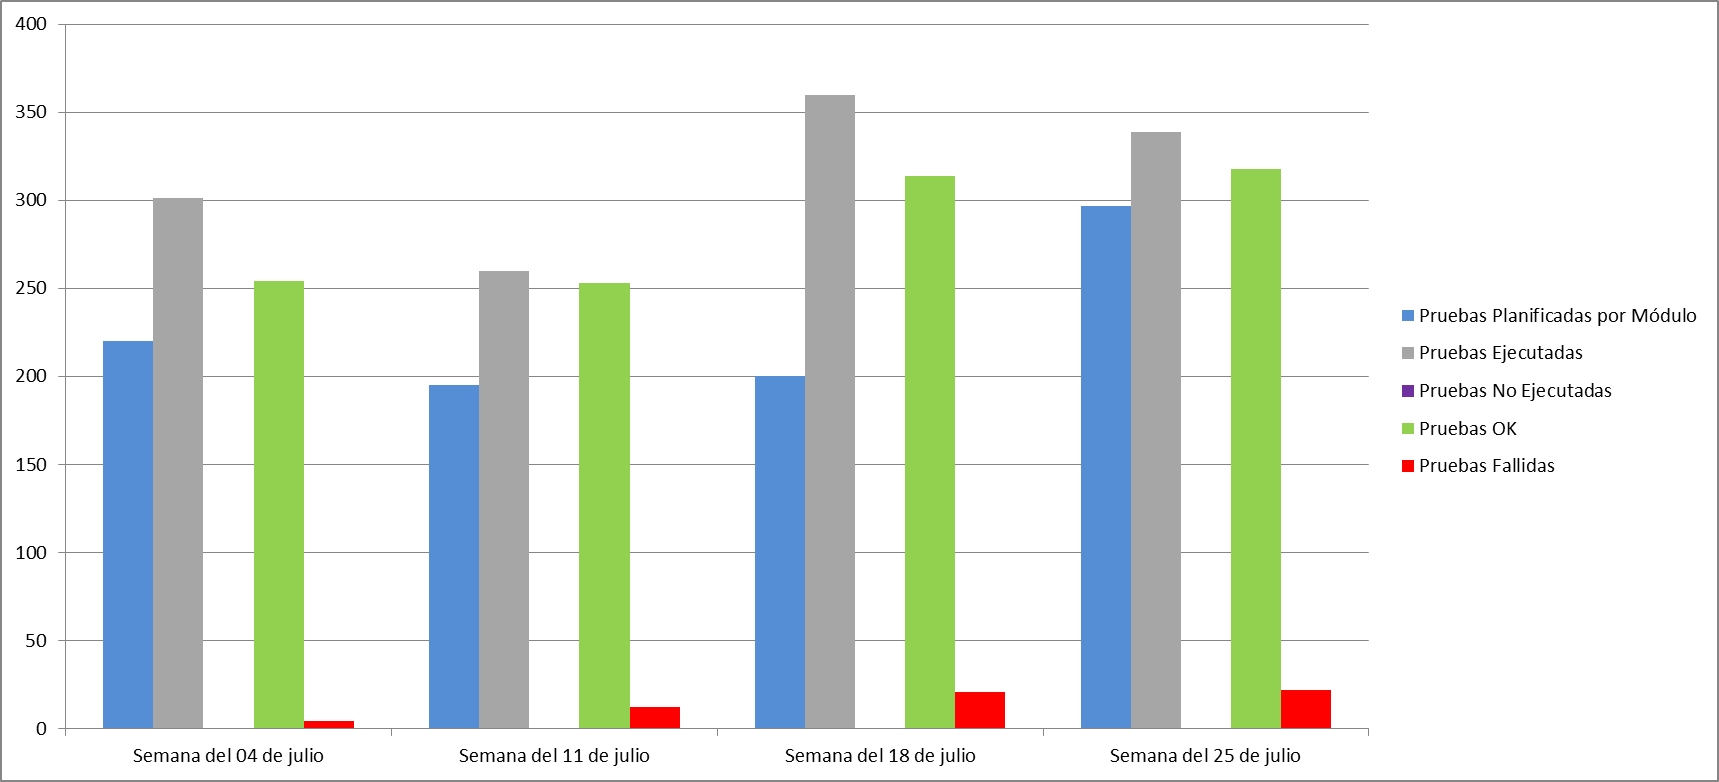 400
350
300
250
200
150
100
50
0
Semana del 04 de julio
Semana del 11 de julio
Semana del 18 de julio
Semana del 25 de julio
Pruebas Planificadas por Módulo
Pruebas Ejecutadas
Pruebas No Ejecutadas
Pruebas OK
Pruebas Fallidas